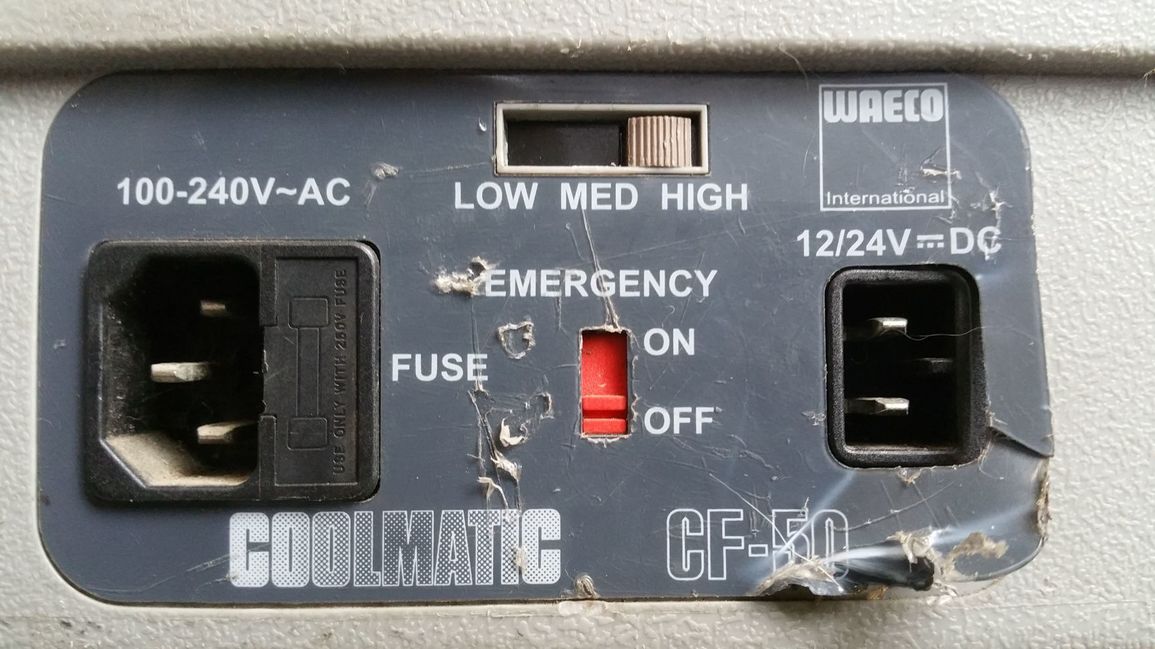 WAECO
International
100-240V~AC
LOW MED HIGH
12/24V⎓DC
EMERGENCY
ON
FUSE
OFF
USE ONLY WITH 250V FUSE
COOLMATIC CF-50